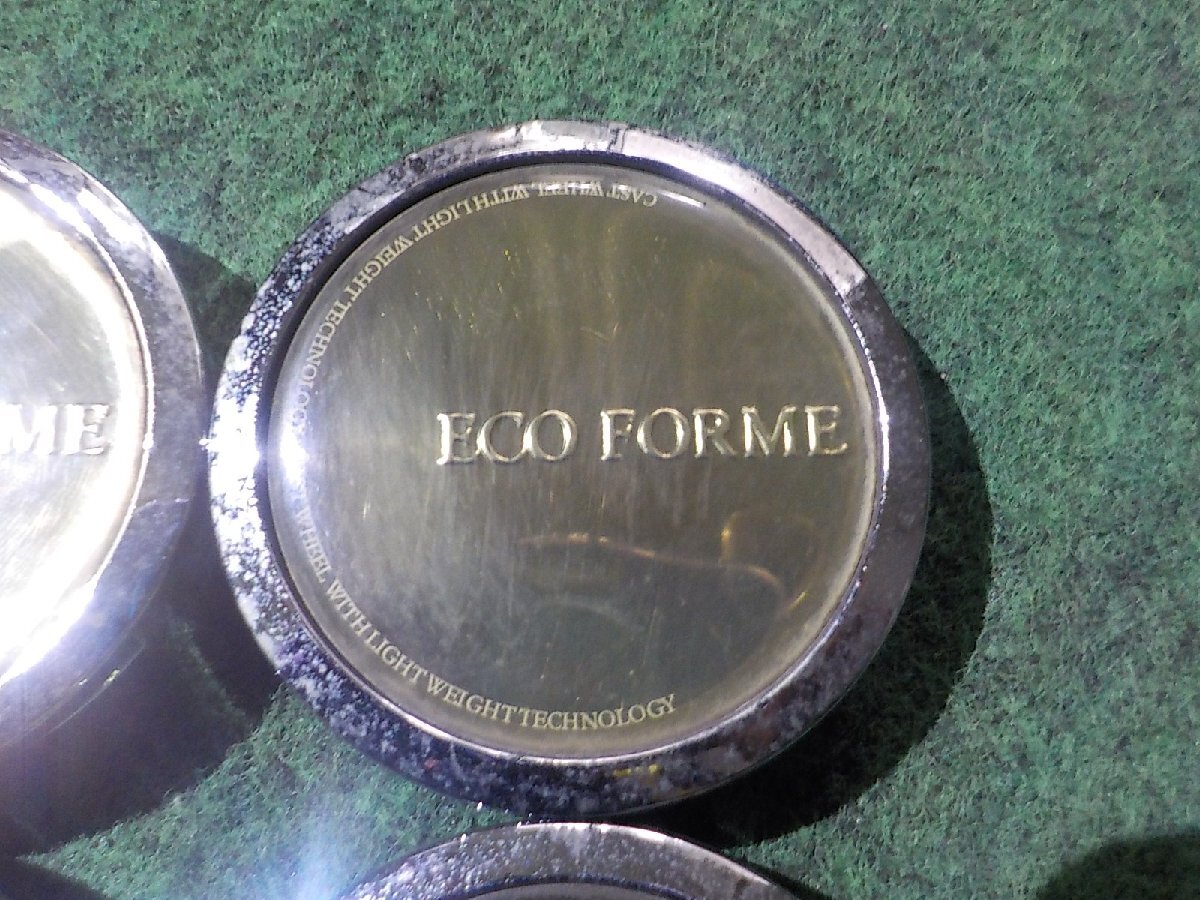 CAST WHEEL WITH LIGHT WEIGHT TECHNOLOGY
ECO FORME
WHEEL WITH LIGHT WEIGHT TECHNOLOGY
ME